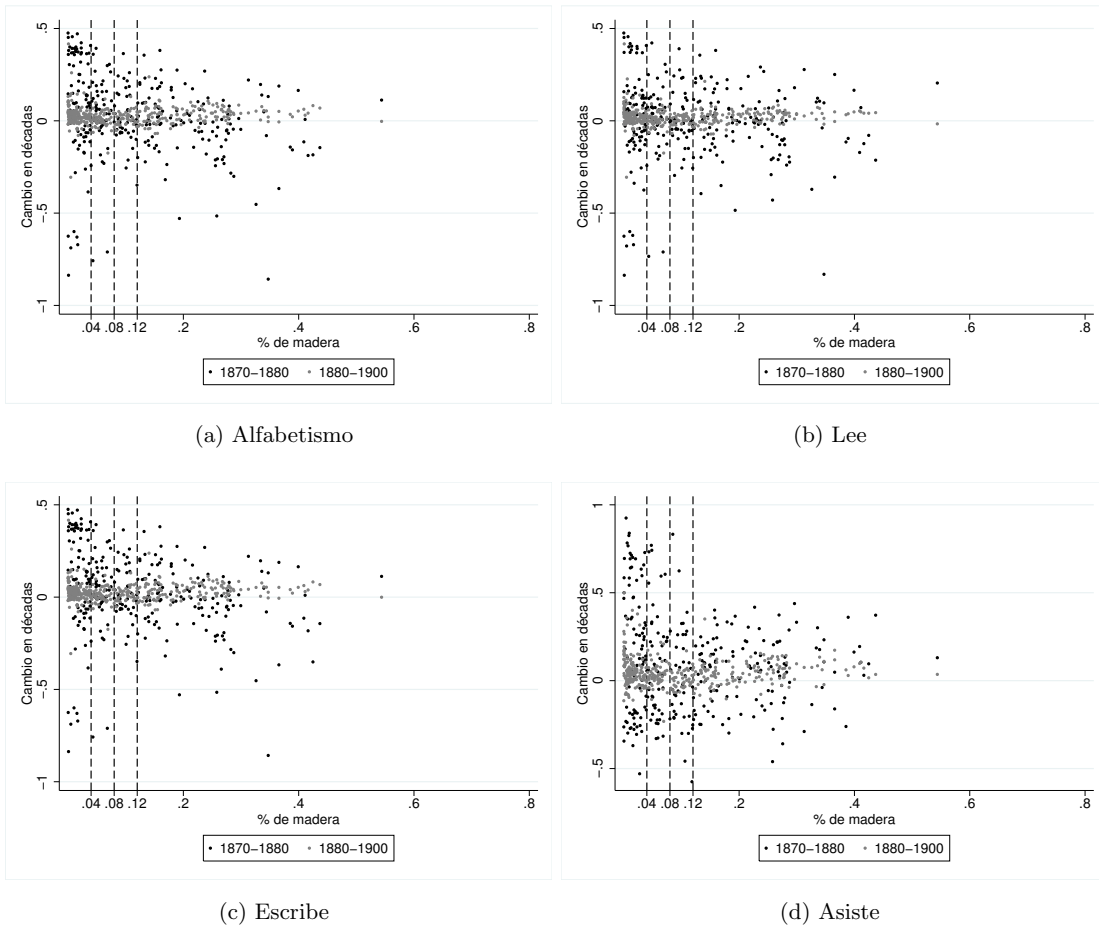 .5
0
−.5
−1
Cambio en décadas
.04 .08 .12 .2 .4 .6 .8
% de madera
1870−1880 1880−1900
(a) Alfabetismo
.5
0
−.5
−1
Cambio en décadas
.04 .08 .12 .2 .4 .6 .8
% de madera
1870−1880 1880−1900
(b) Lee
.5
0
−.5
−1
Cambio en décadas
.04 .08 .12 .2 .4 .6 .8
% de madera
1870−1880 1880−1900
(c) Escribe
1
.5
0
−.5
Cambio en décadas
.04 .08 .12 .2 .4 .6 .8
% de madera
1870−1880 1880−1900
(d) Asiste